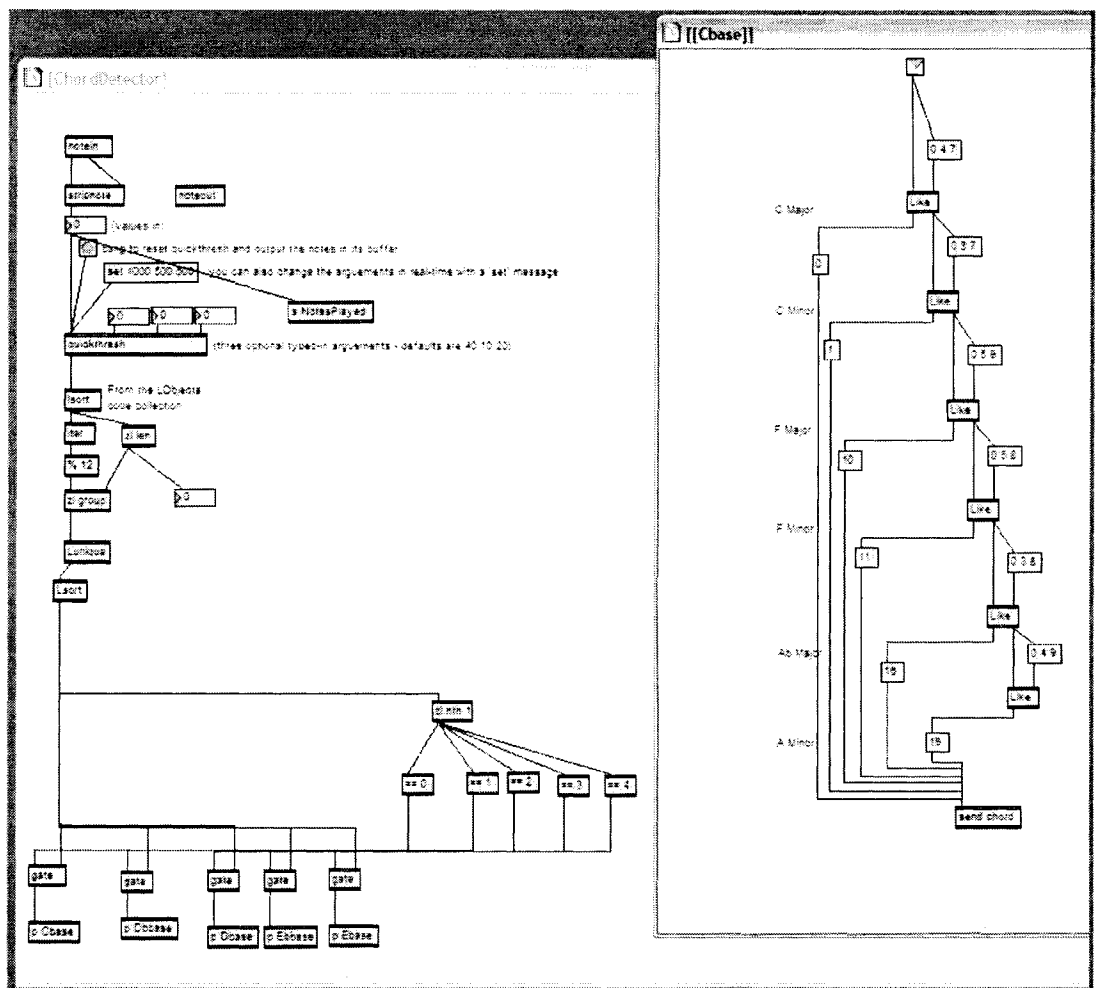 [ChordDetector]
notein
stripnote
noteout
0
(values in)
bang to reset quickthresh and output the notes in its buffer
set 4000 500 500
you can also change the arguements in real-time with a 'set' message
s NotesPlayed
0
0
0
quickthresh
(three optional typed-in arguements - defaults are 40 10 20)
lsort
From the LObjects
code collection
iter
zl len
% 12
zl group
0
Lunique
Lsort
zl nth 1
== 0
== 1
== 2
== 3
== 4
gate
gate
gate
gate
gate
p Cbase
p Dbbase
p Dbase
p Ebbase
p Ebase
[[Cbase]]
0 4 7
C Major
Like
0
0 3 7
C Minor
Like
1
0 5 9
F Major
Like
10
0 5 8
F Minor
Like
11
0 3 8
Ab Major
Like
16
0 4 9
Like
A Minor
19
send chord